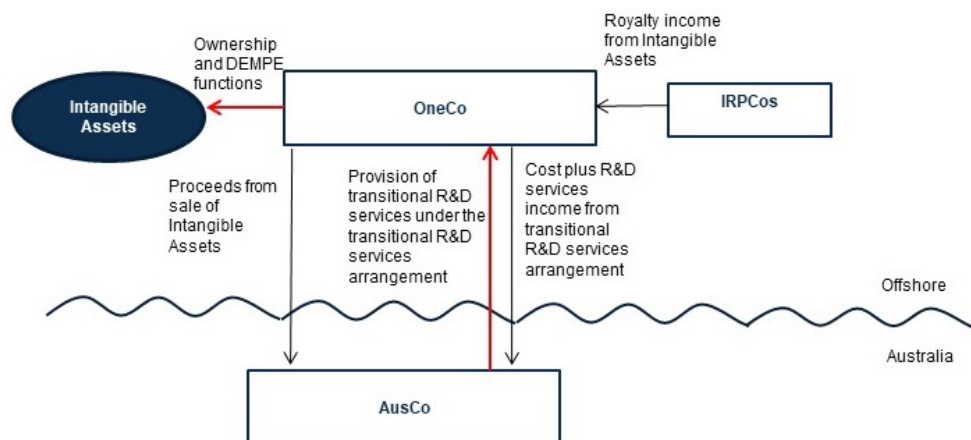 Royalty income
from Intangible
Assets
Ownership
and DEMPE
functions
Intangible
Assets
OneCo
IRPCos
Proceeds from
sale of
Intangible
Assets
Provision of
transitional R&D
services under the
transitional R&D
services
arrangement
Cost plus R&D
services
income from
transitional
R&D services
arrangement
Offshore
Australia
AusCo